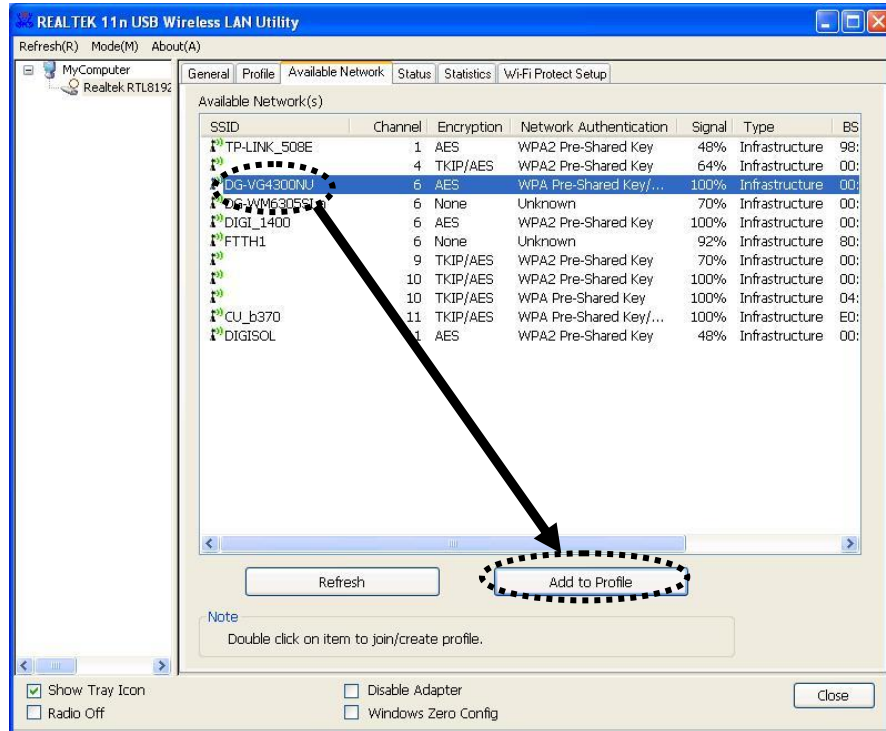 REALTEK 11n USB Wireless LAN Utility
Refresh(R) Mode(M) About(A)
MyComputer
Realtek RTL8192
General Profile Available Network Status Statistics Wi-Fi Protect Setup
Available Network(s)
SSID Channel Encryption Network Authentication Signal Type BS
TP-LINK_508E 1 AES WPA2 Pre-Shared Key 48% Infrastructure 98:
4 TKIP/AES WPA2 Pre-Shared Key 64% Infrastructure 00:
DG-VG4300NU 6 AES WPA Pre-Shared Key/... 100% Infrastructure 00:
6 None Unknown 70% Infrastructure 00:
DIGI_1400 6 AES WPA2 Pre-Shared Key 100% Infrastructure 00:
FTTH1 6 None Unknown 92% Infrastructure 80:
9 TKIP/AES WPA2 Pre-Shared Key 70% Infrastructure 00:
10 TKIP/AES WPA2 Pre-Shared Key 100% Infrastructure 00:
10 TKIP/AES WPA Pre-Shared Key 100% Infrastructure 04:
CU_b370 11 TKIP/AES WPA Pre-Shared Key/... 100% Infrastructure E0:
DIGISOL AES WPA2 Pre-Shared Key 48% Infrastructure 00:
Refresh Add to Profile
Note
Double click on item to join/create profile.
Show Tray Icon Disable Adapter Close
Radio Off Windows Zero Config